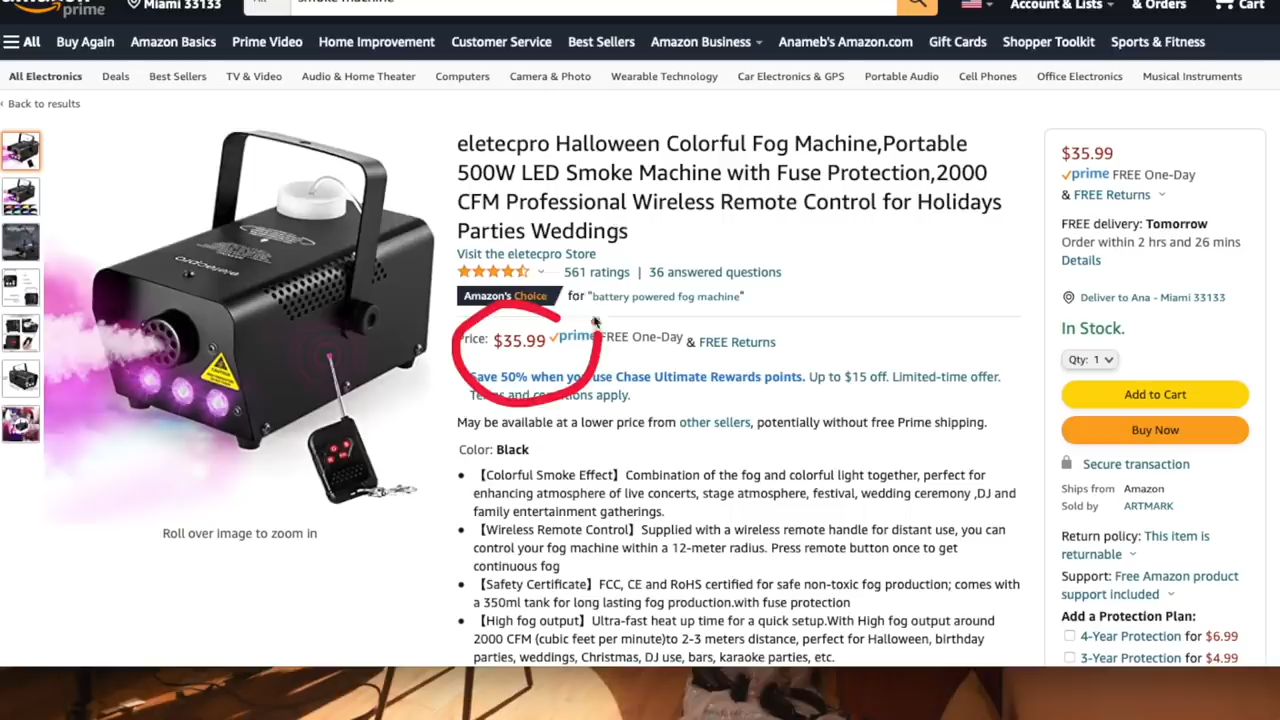 prime
Miami 33133
Account & Lists
& Orders
Cart
All
Buy Again
Amazon Basics
Prime Video
Home Improvement
Customer Service
Best Sellers
Amazon Business
Anameb's Amazon.com
Gift Cards
Shopper Toolkit
Sports & Fitness
All Electronics
Deals
Best Sellers
TV & Video
Audio & Home Theater
Computers
Camera & Photo
Wearable Technology
Car Electronics & GPS
Portable Audio
Cell Phones
Office Electronics
Musical Instruments
‹ Back to results
eletecpro
Roll over image to zoom in
eletecpro Halloween Colorful Fog Machine,Portable
500W LED Smoke Machine with Fuse Protection,2000
CFM Professional Wireless Remote Control for Holidays
Parties Weddings
Visit the eletecpro Store
561 ratings | 36 answered questions
Amazon's Choice for "battery powered fog machine"
Price: $35.99 prime FREE One-Day & FREE Returns
Save 50% when you use Chase Ultimate Rewards points. Up to $15 off. Limited-time offer.
Terms and conditions apply.
May be available at a lower price from other sellers, potentially without free Prime shipping.
Color: Black
• 【Colorful Smoke Effect】Combination of the fog and colorful light together, perfect for
enhancing atmosphere of live concerts, stage atmosphere, festival, wedding ceremony ,DJ and
family entertainment gatherings.
• 【Wireless Remote Control】Supplied with a wireless remote handle for distant use, you can
control your fog machine within a 12-meter radius. Press remote button once to get
continuous fog
• 【Safety Certificate】FCC, CE and RoHS certified for safe non-toxic fog production; comes with
a 350ml tank for long lasting fog production.with fuse protection
• 【High fog output】Ultra-fast heat up time for a quick setup.With High fog output around
2000 CFM (cubic feet per minute)to 2-3 meters distance, perfect for Halloween, birthday
parties, weddings, Christmas, DJ use, bars, karaoke parties, etc.
$35.99
prime FREE One-Day
& FREE Returns
FREE delivery: Tomorrow
Order within 2 hrs and 26 mins
Details
Deliver to Ana - Miami 33133
In Stock.
Qty: 1
Add to Cart
Buy Now
Secure transaction
Ships from Amazon
Sold by ARTMARK
Return policy: This item is
returnable
Support: Free Amazon product
support included
Add a Protection Plan:
4-Year Protection for $6.99
3-Year Protection for $4.99